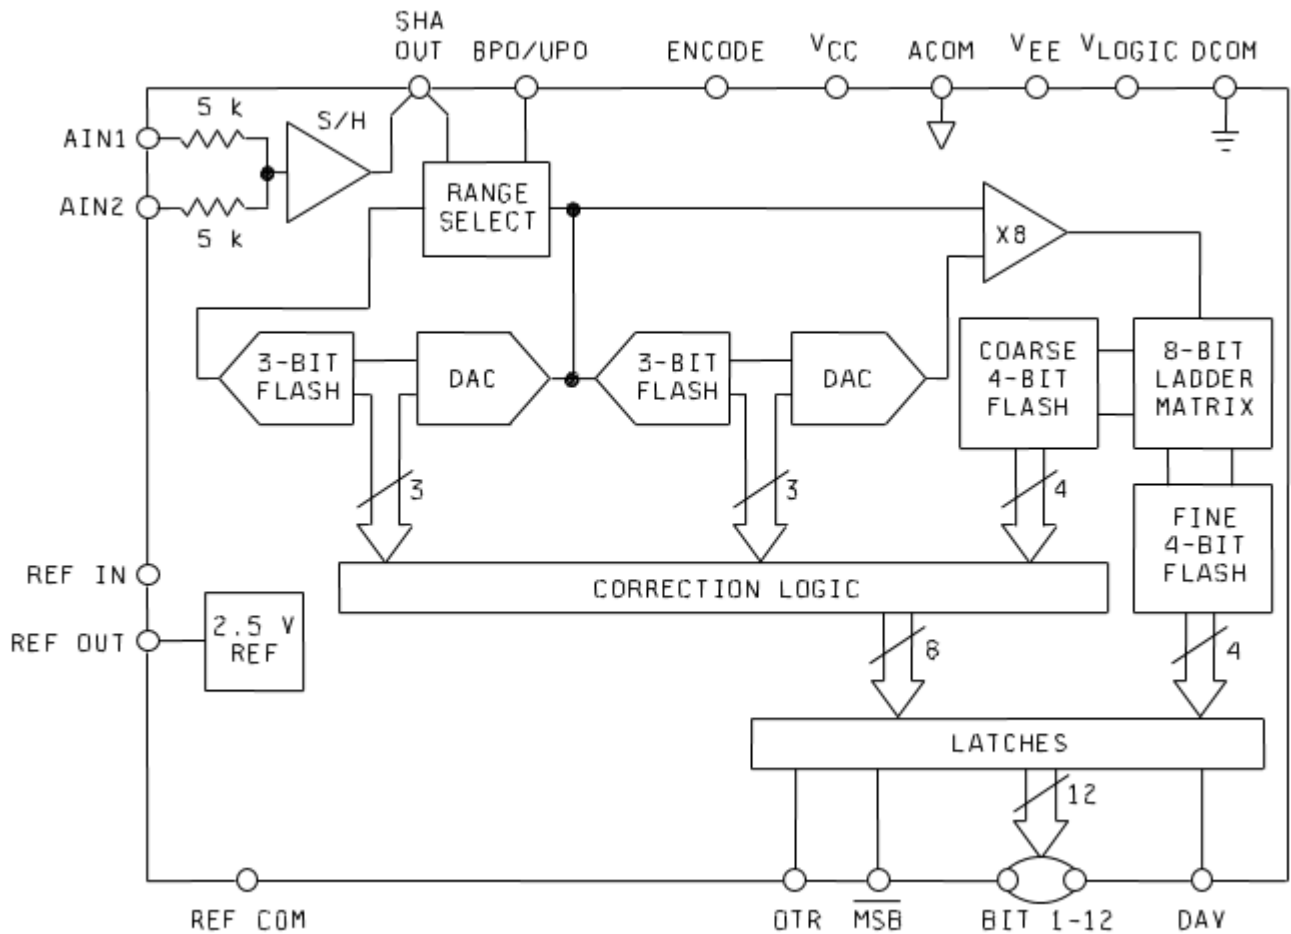 SHA
OUT
BPO/UPO
ENCODE
VCC
ACOM
VEE
VLOGIC
DCOM
5 k
S/H
AIN1
AIN2
5 k
RANGE
SELECT
X8
3-BIT
FLASH
DAC
3-BIT
FLASH
DAC
COARSE
4-BIT
FLASH
8-BIT
LADDER
MATRIX
3
3
4
FINE
4-BIT
FLASH
REF IN
CORRECTION LOGIC
REF OUT
2.5 V
REF
8
4
LATCHES
12
REF COM
OTR
MSB
BIT 1-12
DAV